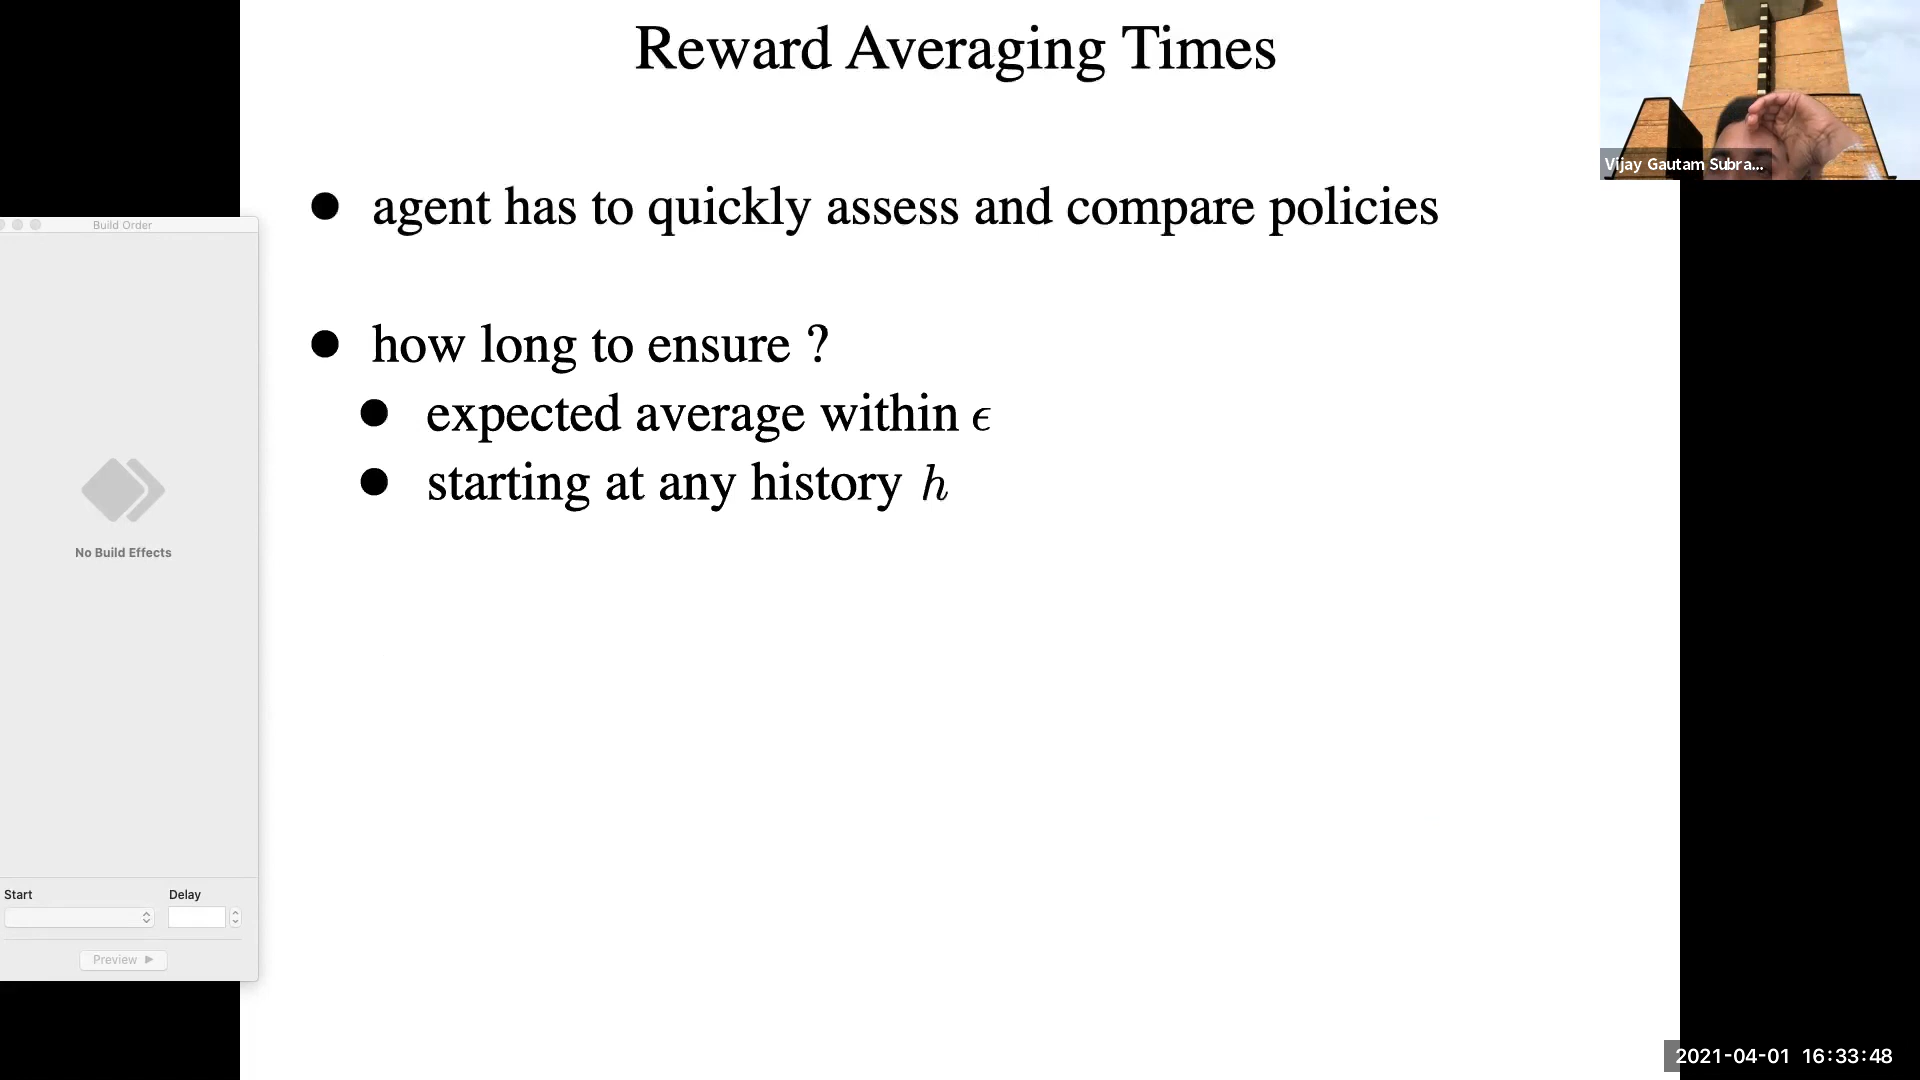 Reward Averaging Times
Vijay Gautam Subra...
● agent has to quickly assess and compare policies
● how long to ensure ?
● expected average within ϵ
● starting at any history h
Build Order
No Build Effects
Start Delay
Preview ▶
2021-04-01 16:33:48